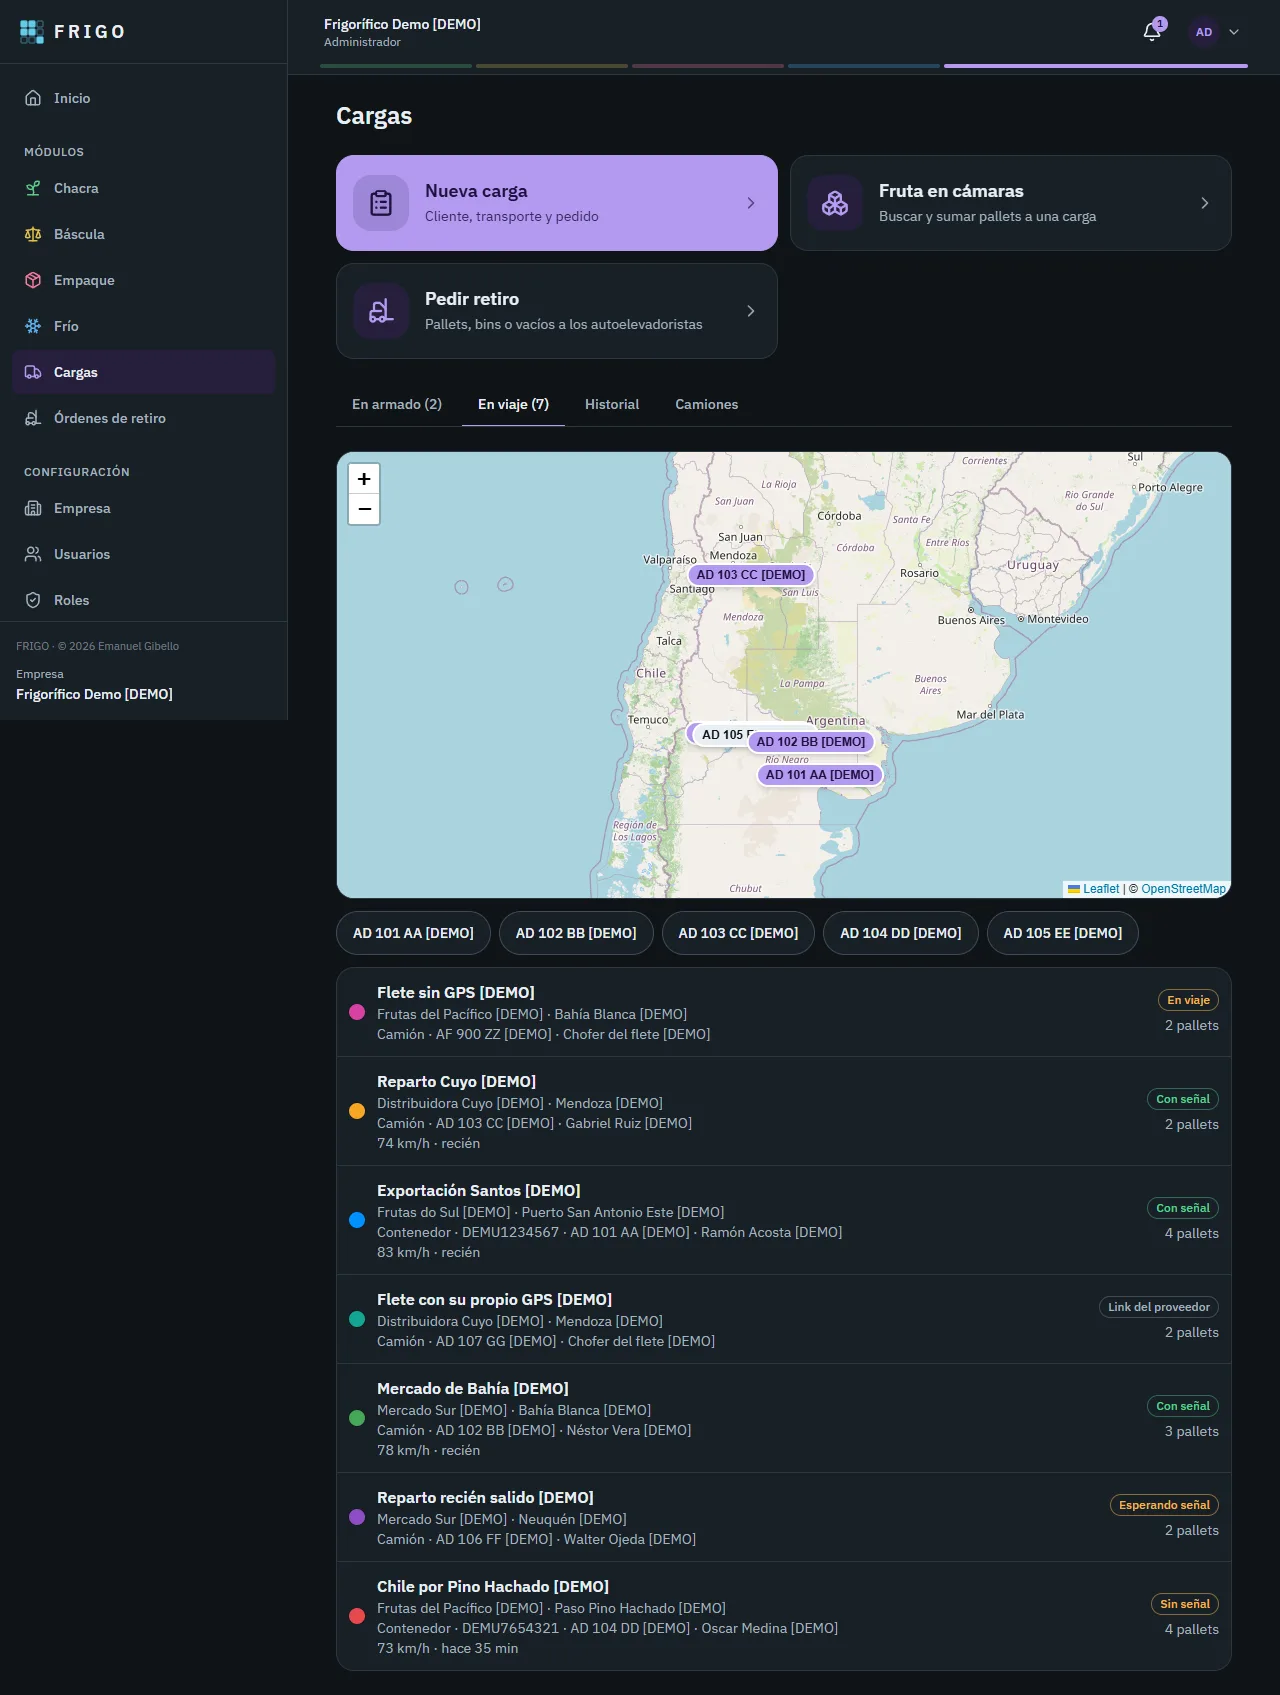 FRIGO
Frigorífico Demo [DEMO]
Administrador
1
AD
Inicio
MÓDULOS
Chacra
Báscula
Empaque
Frío
Cargas
Órdenes de retiro
CONFIGURACIÓN
Empresa
Usuarios
Roles
FRIGO · © 2026 Emanuel Gibello
Empresa
Frigorífico Demo [DEMO]
Cargas
Nueva carga
Cliente, transporte y pedido
Fruta en cámaras
Buscar y sumar pallets a una carga
Pedir retiro
Pallets, bins o vacíos a los autoelevadoristas
En armado (2)
En viaje (7)
Historial
Camiones
+
−
Corrientes
Sul
La Rioja
Porto Alegre
San Juan
Rio Grande
do Sul
Córdoba
Santa Fe
San Juan
Entre Ríos
Valparaíso
Mendoza
Córdoba
Uruguay
Rosario
AD 103 CC [DEMO]
Santiago
San Luis
Mendoza
Buenos Aires
Montevideo
Talca
Chile
La Pampa
Buenos
Aires
Temuco
Argentina
Mar del Plata
AD 105 E
AD 102 BB [DEMO]
Río Negro
AD 101 AA [DEMO]
Región de
Los Lagos
Chubut
Leaflet | © OpenStreetMap
AD 101 AA [DEMO]
AD 102 BB [DEMO]
AD 103 CC [DEMO]
AD 104 DD [DEMO]
AD 105 EE [DEMO]
Flete sin GPS [DEMO]
Frutas del Pacífico [DEMO] · Bahía Blanca [DEMO]
Camión · AF 900 ZZ [DEMO] · Chofer del flete [DEMO]
En viaje
2 pallets
Reparto Cuyo [DEMO]
Distribuidora Cuyo [DEMO] · Mendoza [DEMO]
Camión · AD 103 CC [DEMO] · Gabriel Ruiz [DEMO]
74 km/h · recién
Con señal
2 pallets
Exportación Santos [DEMO]
Frutas do Sul [DEMO] · Puerto San Antonio Este [DEMO]
Contenedor · DEMU1234567 · AD 101 AA [DEMO] · Ramón Acosta [DEMO]
83 km/h · recién
Con señal
4 pallets
Flete con su propio GPS [DEMO]
Distribuidora Cuyo [DEMO] · Mendoza [DEMO]
Camión · AD 107 GG [DEMO] · Chofer del flete [DEMO]
Link del proveedor
2 pallets
Mercado de Bahía [DEMO]
Mercado Sur [DEMO] · Bahía Blanca [DEMO]
Camión · AD 102 BB [DEMO] · Néstor Vera [DEMO]
78 km/h · recién
Con señal
3 pallets
Reparto recién salido [DEMO]
Mercado Sur [DEMO] · Neuquén [DEMO]
Camión · AD 106 FF [DEMO] · Walter Ojeda [DEMO]
Esperando señal
2 pallets
Chile por Pino Hachado [DEMO]
Frutas del Pacífico [DEMO] · Paso Pino Hachado [DEMO]
Contenedor · DEMU7654321 · AD 104 DD [DEMO] · Oscar Medina [DEMO]
73 km/h · hace 35 min
Sin señal
4 pallets